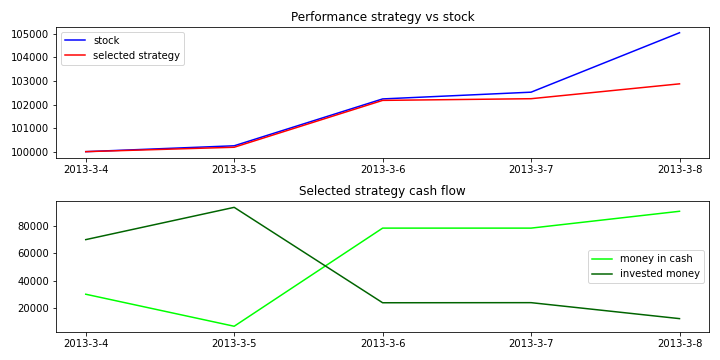 Performance strategy vs stock
105000
104000
103000
102000
101000
100000
stock
selected strategy
2013-3-4 2013-3-5 2013-3-6 2013-3-7 2013-3-8
Selected strategy cash flow
80000
60000
40000
20000
money in cash
invested money
2013-3-4 2013-3-5 2013-3-6 2013-3-7 2013-3-8